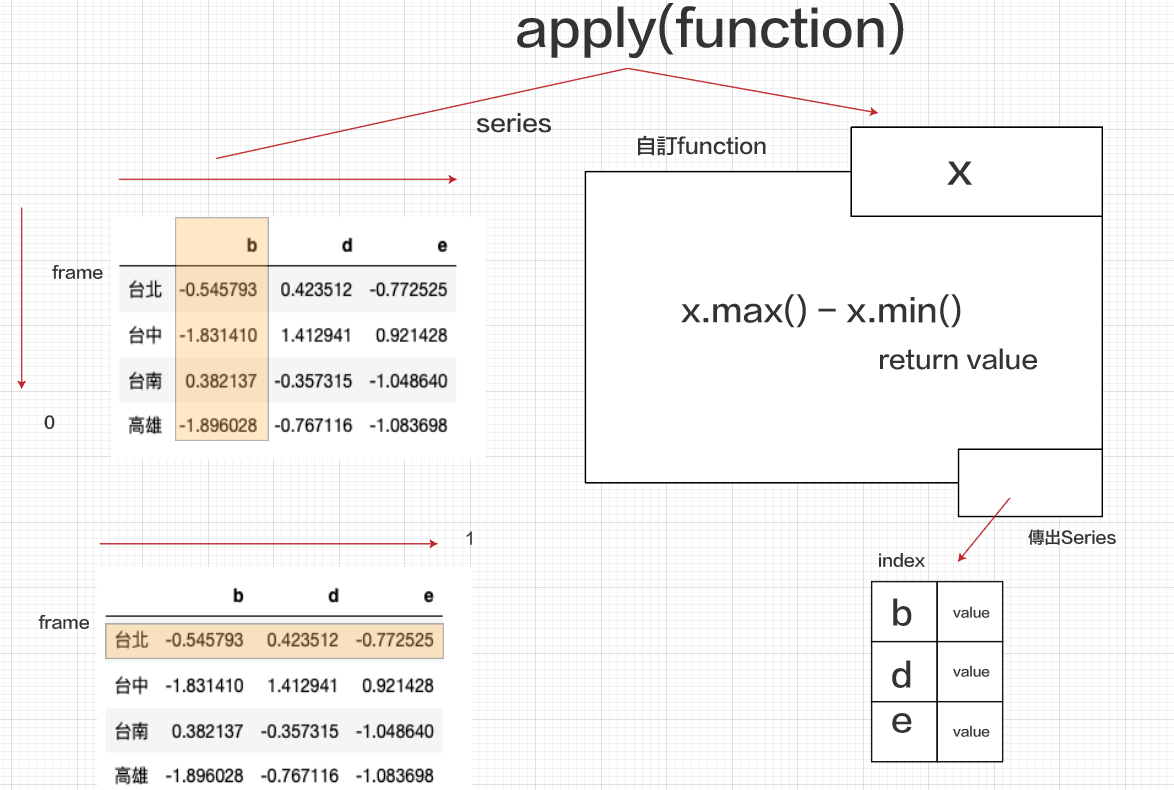 apply(function)
series
自訂function
x
frame
b d e
台北 -0.545793 0.423512 -0.772525
台中 -1.831410 1.412941 0.921428
台南 0.382137 -0.357315 -1.048640
高雄 -1.896028 -0.767116 -1.083698
0
x.max() – x.min()
return value
傳出Series
1
frame
b d e
台北 -0.545793 0.423512 -0.772525
台中 -1.831410 1.412941 0.921428
台南 0.382137 -0.357315 -1.048640
高雄 -1.896028 -0.767116 -1.083698
index
b value
d value
e value